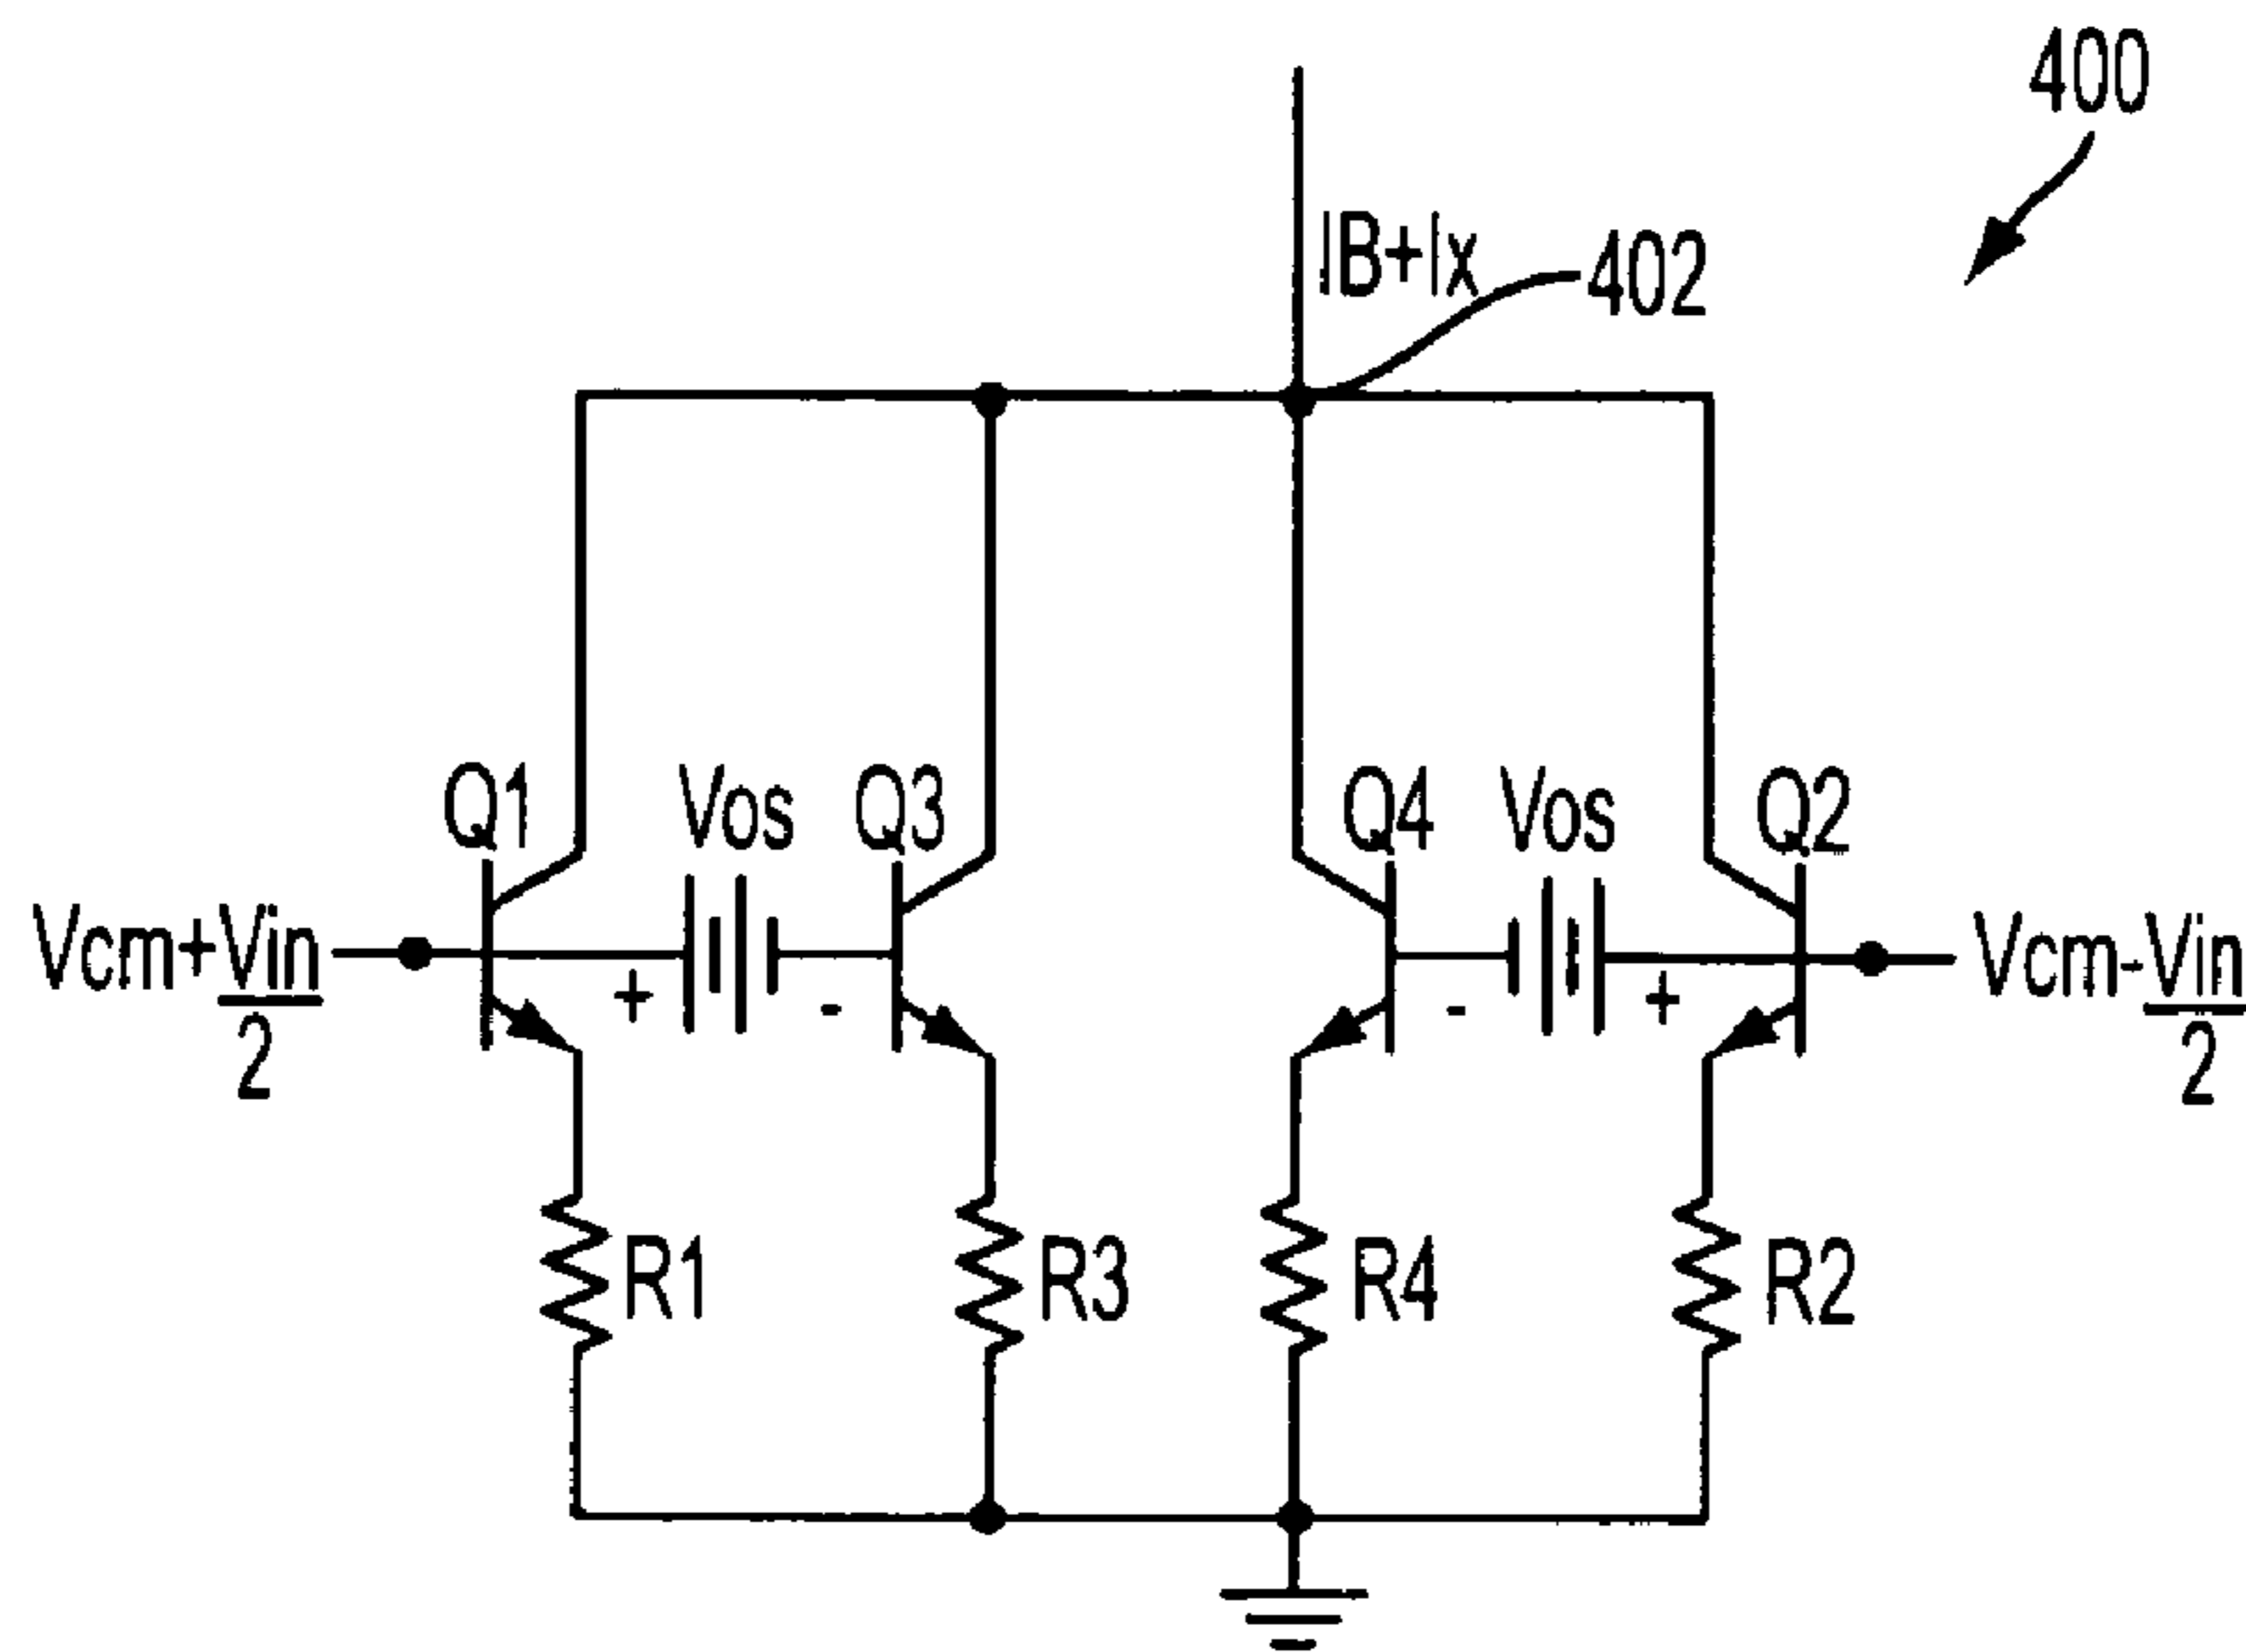 400
IB+Ix
402
Q1
Vos
Q3
Q4
Vos
Q2
Vcm+Vin
2
+
-
-
+
Vcm-Vin
2
R1
R3
R4
R2